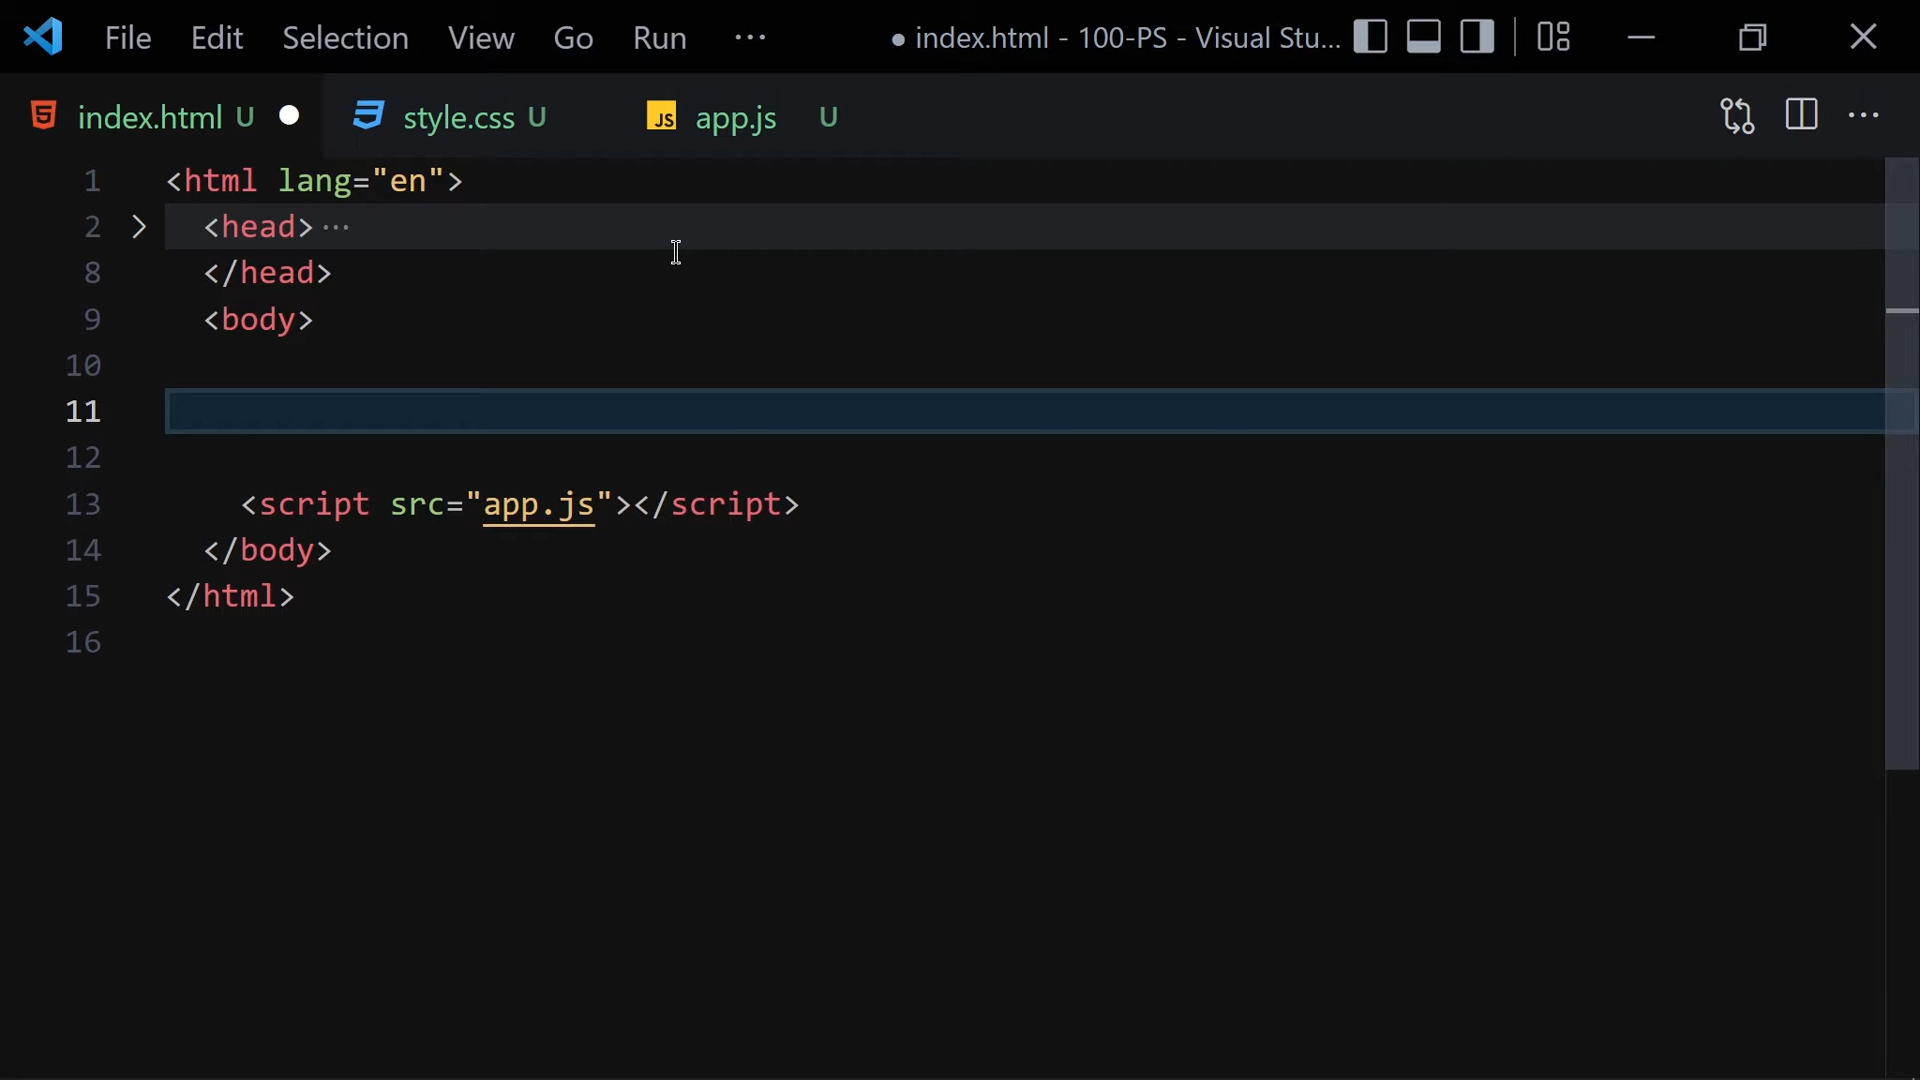 File Edit Selection View Go Run ··· ● index.html - 100-PS - Visual Stu...
index.html U ● style.css U JS app.js U ···
1 <html lang="en">
2 > <head>···
8 </head>
9 <body>
10
11
12
13 <script src="app.js"></script>
14 </body>
15 </html>
16